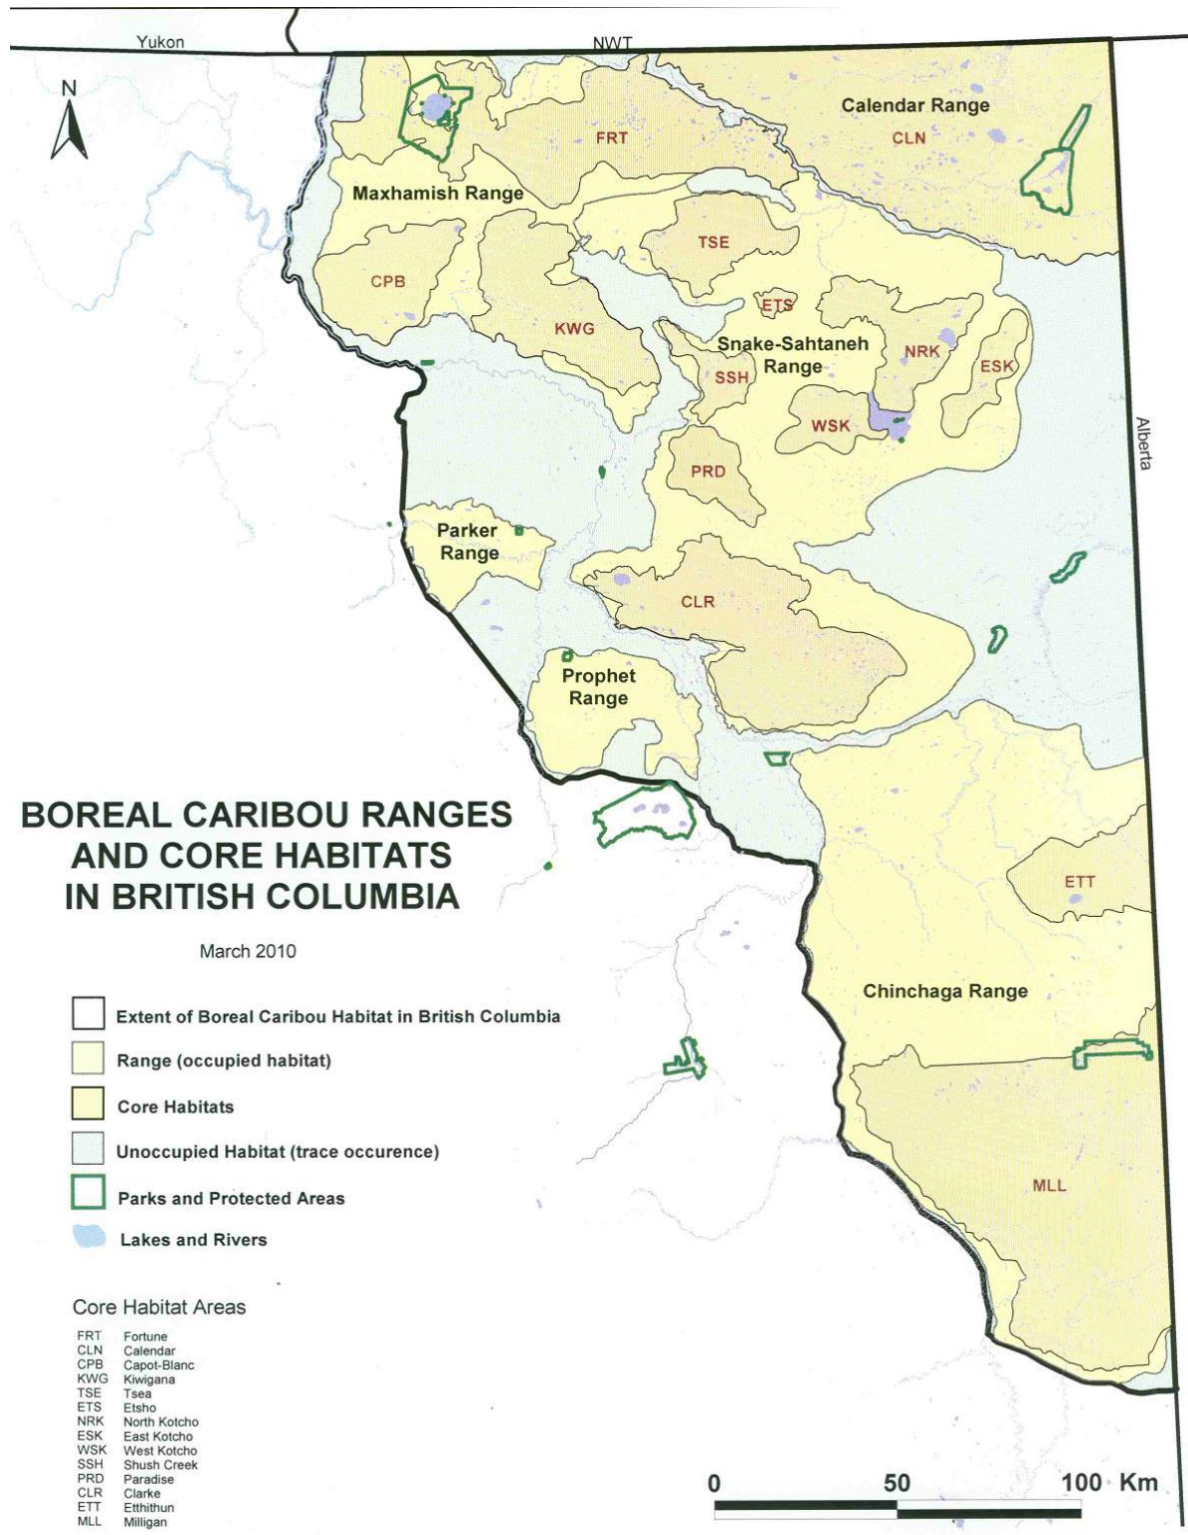 Yukon
NWT
N
Calendar Range
CLN
FRT
Maxhamish Range
TSE
CPB
ETS
KWG
Snake-Sahtaneh
Range
NRK
ESK
SSH
WSK
Alberta
PRD
Parker
Range
CLR
Prophet
Range
BOREAL CARIBOU RANGES
AND CORE HABITATS
IN BRITISH COLUMBIA
March 2010
ETT
Chinchaga Range
MLL
Extent of Boreal Caribou Habitat in British Columbia
Range (occupied habitat)
Core Habitats
Unoccupied Habitat (trace occurence)
Parks and Protected Areas
Lakes and Rivers
Core Habitat Areas
FRT Fortune
CLN Calendar
CPB Capot-Blanc
KWG Kiwigana
TSE Tsea
ETS Etsho
NRK North Kotcho
ESK East Kotcho
WSK West Kotcho
SSH Shush Creek
PRD Paradise
CLR Clarke
ETT Etthithun
MLL Milligan
0 50 100 Km